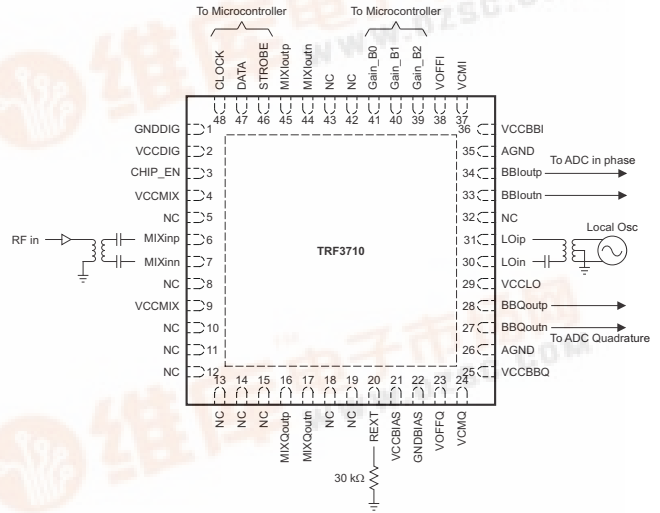 To Microcontroller
To Microcontroller
CLOCK
DATA
STROBE
MIXIoutp
MIXIoutn
NC
NC
Gain_B0
Gain_B1
Gain_B2
VOFFI
VCMI
48
47
46
45
44
43
42
41
40
39
38
37
GNDDIG 1
VCCDIG 2
CHIP_EN 3
VCCMIX 4
NC 5
RF in
MIXinp 6
MIXinn 7
NC 8
VCCMIX 9
NC 10
NC 11
NC 12
TRF3710
36 VCCBBI
35 AGND
To ADC in phase
34 BBIoutp
33 BBIoutn
32 NC
Local Osc
31 LOip
30 LOin
29 VCCLO
28 BBQoutp
27 BBQoutn
To ADC Quadrature
26 AGND
25 VCCBBQ
13
14
15
16
17
18
19
20
21
22
23
24
NC
NC
NC
MIXQoutp
MIXQoutn
NC
NC
REXT
VCCBIAS
GNDBIAS
VOFFQ
VCMQ
30 kΩ